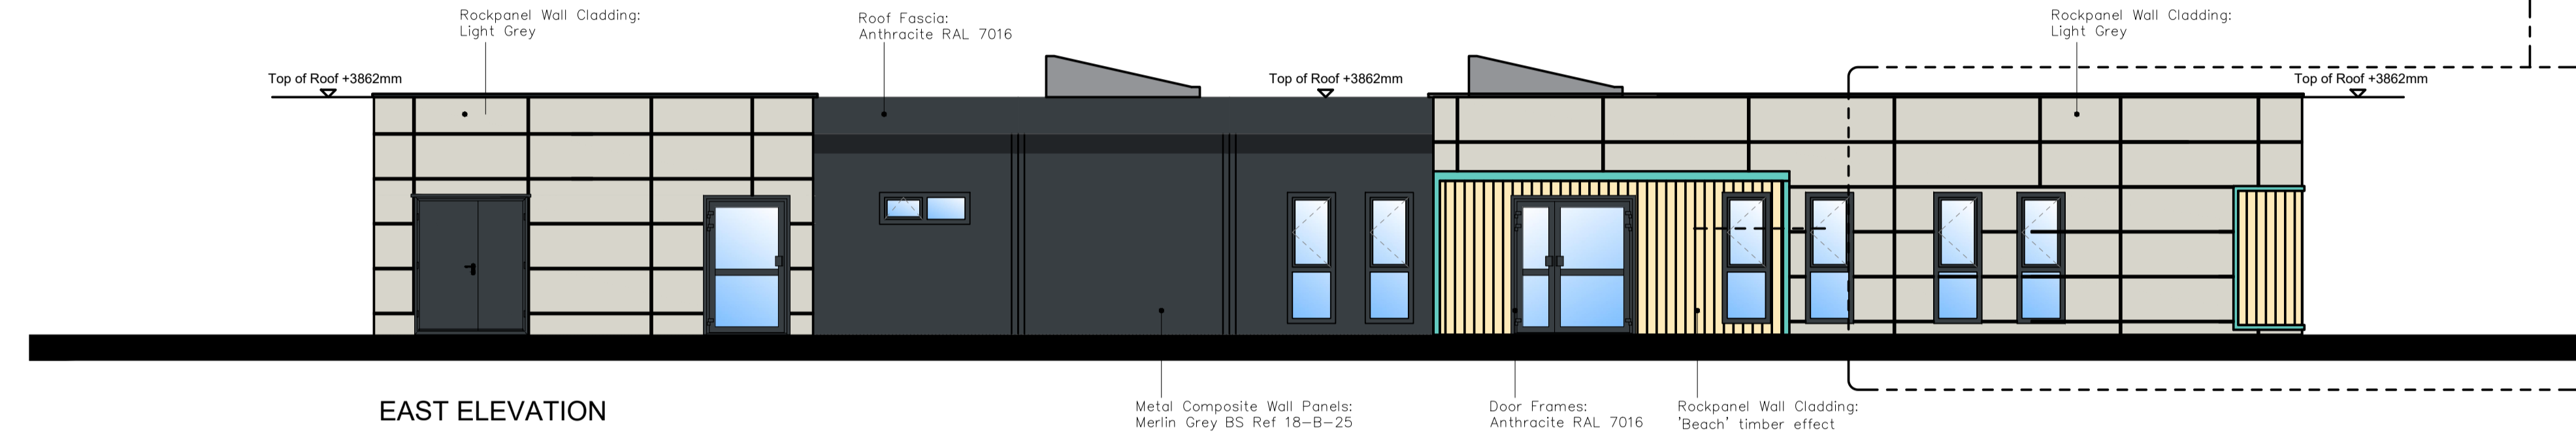 Rockpanel Wall Cladding:
Light Grey
Roof Fascia:
Anthracite RAL 7016
Rockpanel Wall Cladding:
Light Grey
Top of Roof +3862mm
Top of Roof +3862mm
Top of Roof +3862mm
EAST ELEVATION
Metal Composite Wall Panels:
Merlin Grey BS Ref 18-B-25
Door Frames:
Anthracite RAL 7016
Rockpanel Wall Cladding:
'Beach' timber effect